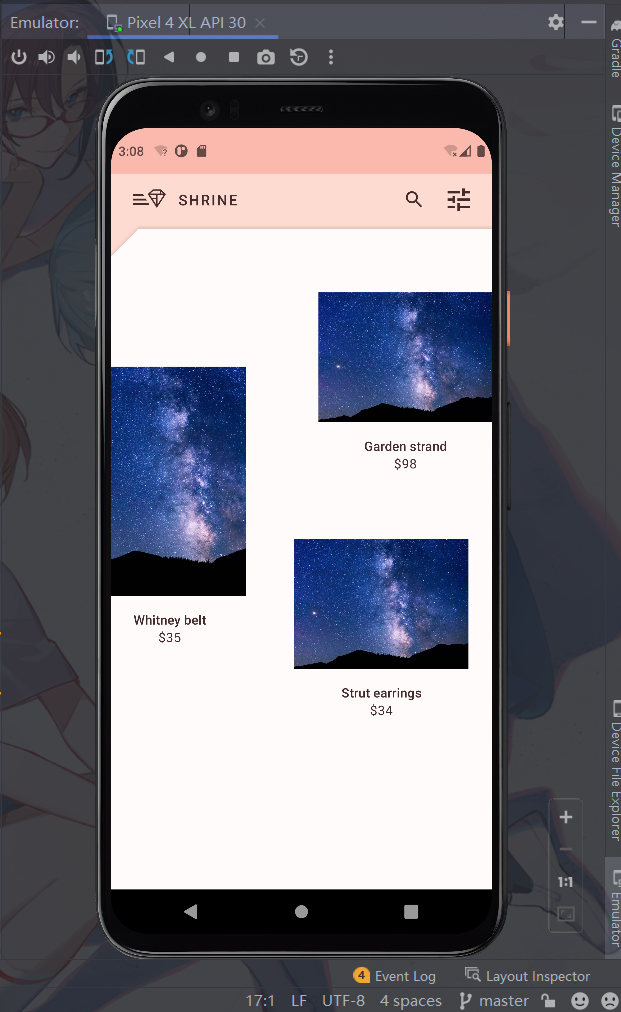 Emulator: Pixel 4 XL API 30
Gradle
Device Manager
3:08
SHRINE
Garden strand
$98
Whitney belt
$35
Strut earrings
$34
Device File Explorer
1:1
Emulator
4 Event Log Layout Inspector
17:1 LF UTF-8 4 spaces master